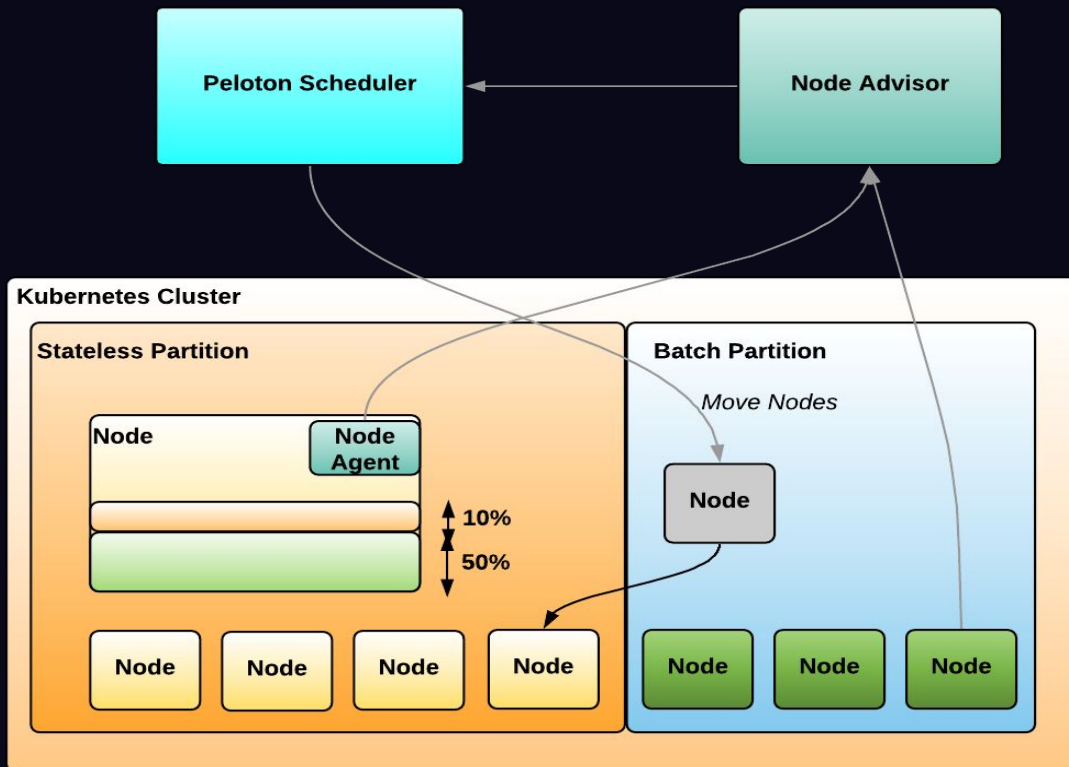 Peloton Scheduler
Node Advisor
Kubernetes Cluster
Stateless Partition
Batch Partition
Move Nodes
Node
Node
Agent
10%
50%
Node
Node
Node
Node
Node
Node
Node
Node